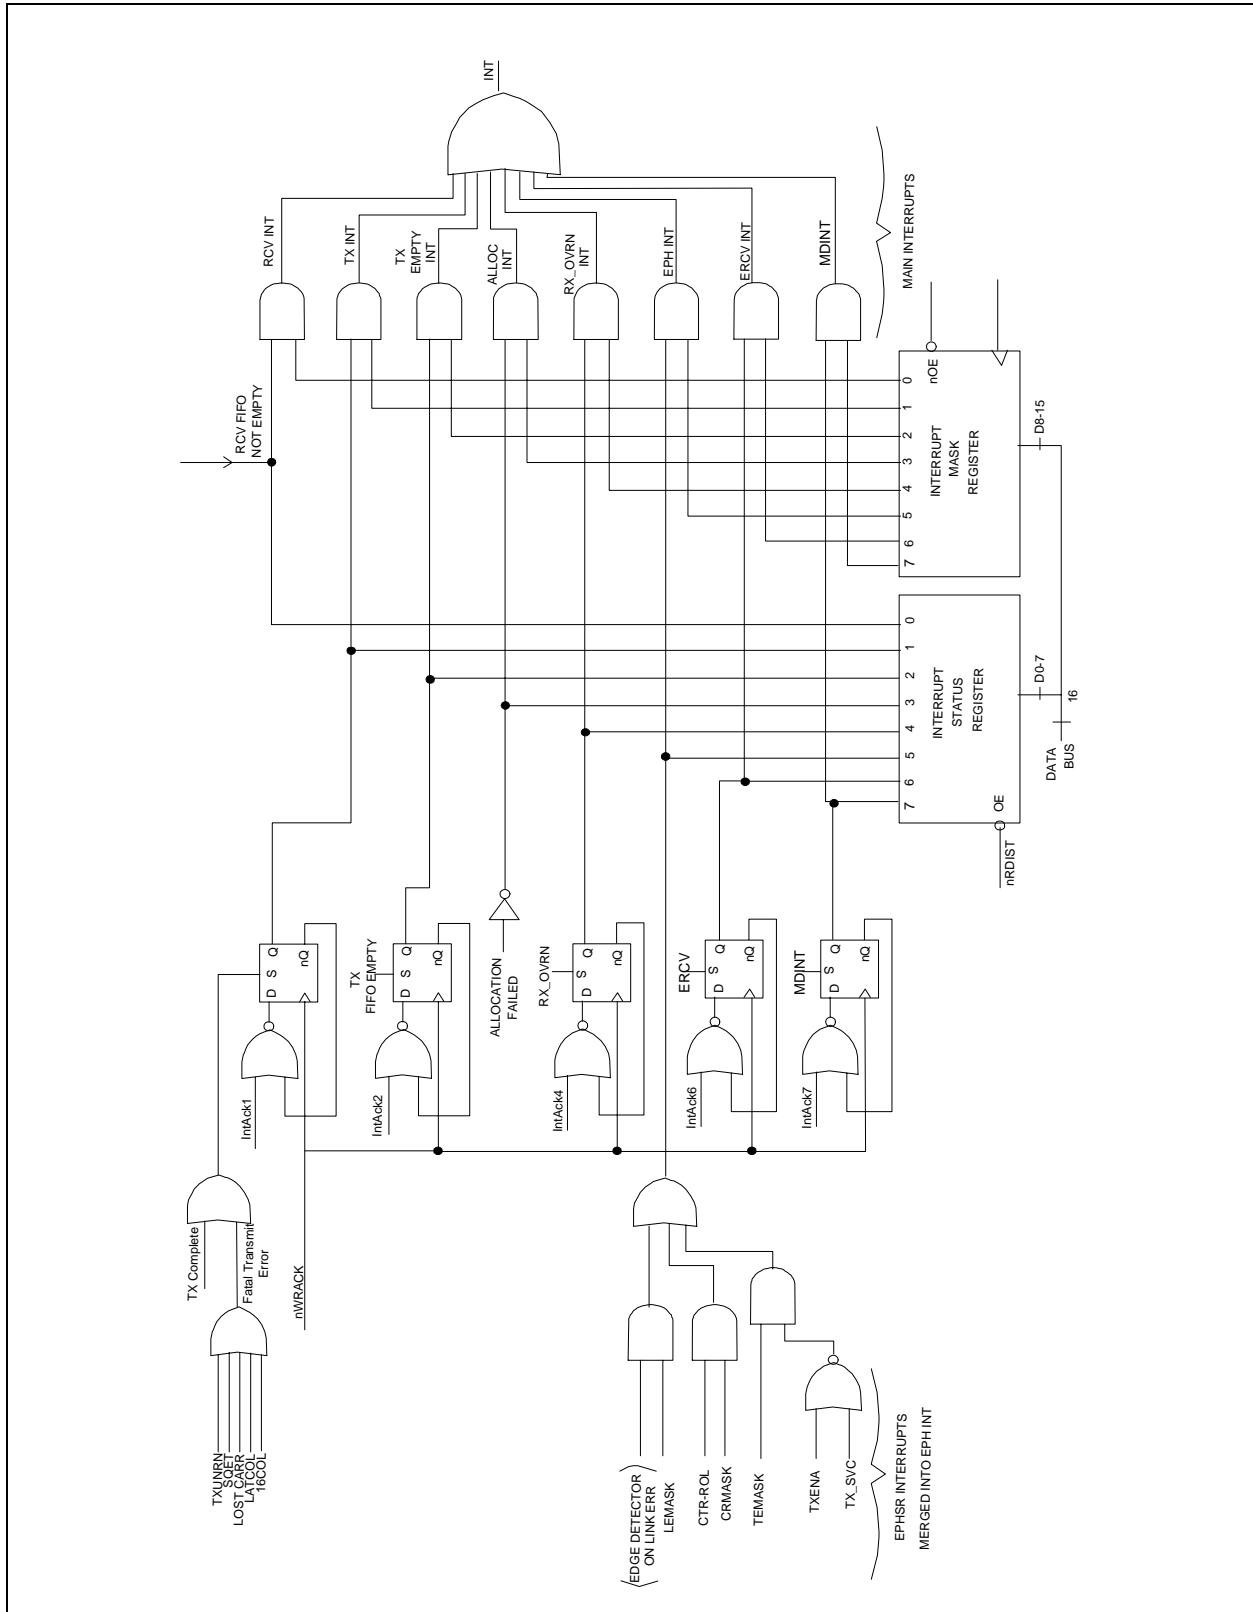 INT
RCV INT
TX INT
TX
EMPTY
INT
ALLOC
INT
RX_OVRN
INT
EPH INT
ERCV INT
MDINT
MAIN INTERRUPTS
RCV FIFO
NOT EMPTY
0
1
2
3
4
5
6
7
nOE
INTERRUPT
MASK
REGISTER
D8-15
0
1
2
3
4
5
6
7
OE
INTERRUPT
STATUS
REGISTER
D0-7
16
DATA
BUS
nRDIST
S
D
Q
nQ
IntAck1
TX
FIFO EMPTY
S
D
Q
nQ
IntAck2
ALLOCATION
FAILED
RX_OVRN
S
D
Q
nQ
IntAck4
ERCV
S
D
Q
nQ
IntAck6
MDINT
S
D
Q
nQ
IntAck7
TX Complete
Fatal Transmit
Error
nWRACK
TXUNRN
SQET
LOST CARR
LATCOL
16COL
EDGE DETECTOR
ON LINK ERR
LEMASK
CTR-ROL
CRMASK
TEMASK
TXENA
TX_SVC
EPHSR INTERRUPTS
MERGED INTO EPH INT